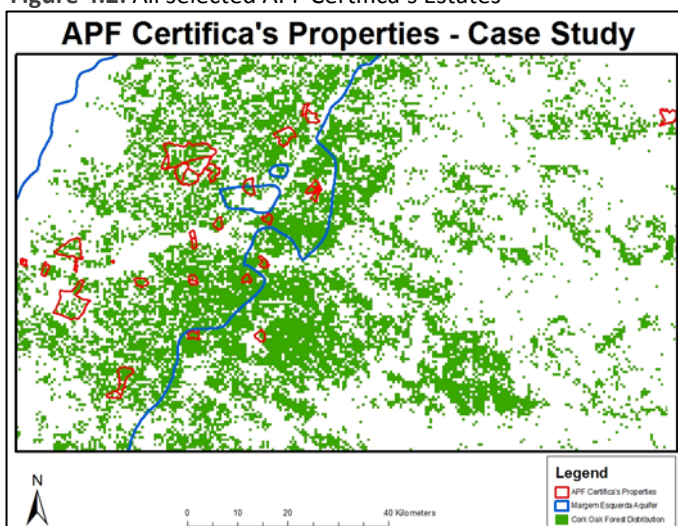 Figure 4.2. All selected APF Certifica's Estates
APF Certifica's Properties - Case Study
N
0 10 20 40 Kilometers
Legend
APF Certifica's Properties
Margem Esquerda Aquifer
Cork Oak Forest Distribution